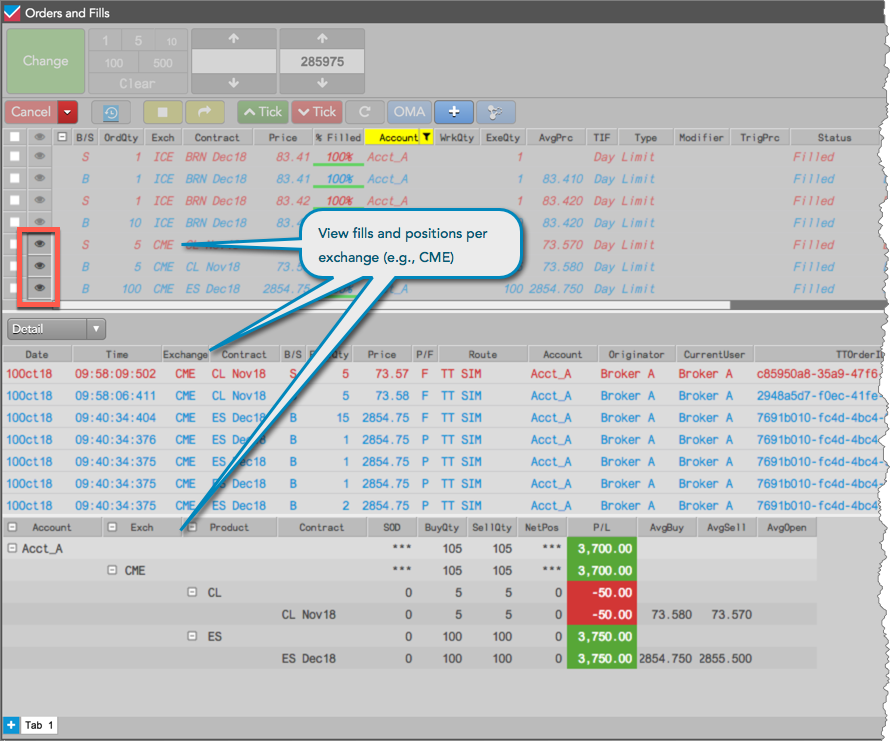 Orders and Fills
Change
1 5 10
100 500
Clear
285975
Cancel
Tick
Tick
C
OMA
+
B/S OrdQty Exch Contract Price % Filled Account WrkQty ExeQty AvgPrc TIF Type Modifier TrigPrc Status
S 1 ICE BRN Dec18 83.41 100% Acct_A 1 Day Limit Filled
B 1 ICE BRN Dec18 83.41 100% Acct_A 1 83.410 Day Limit Filled
S 1 ICE BRN Dec18 83.42 100% Acct_A 1 83.420 Day Limit Filled
B 10 ICE BRN Dec18 83.4 83.420 Day Limit Filled
S 5 CME CL Nov18 73.570 Day Limit Filled
B 5 CME CL Nov18 73.5 73.580 Day Limit Filled
B 100 CME ES Dec18 2854.75 100% Acct_A 100 2854.750 Day Limit Filled
View fills and positions per
exchange (e.g., CME)
Detail
Date Time Exchange Contract B/S Qty Price P/F Route Account Originator CurrentUser TTOrderI
10Oct18 09:58:09:502 CME CL Nov18 S 5 73.57 F TT SIM Acct_A Broker A Broker A c85950a8-35a9-47f6-
10Oct18 09:58:06:411 CME CL Nov18 5 73.58 F TT SIM Acct_A Broker A Broker A 2948a5d7-f0ec-41fe-
10Oct18 09:40:34:404 CME ES Dec18 B 15 2854.75 F TT SIM Acct_A Broker A Broker A 7691b010-fc4d-4bc4-
10Oct18 09:40:34:376 CME ES Dec18 B 1 2854.75 P TT SIM Acct_A Broker A Broker A 7691b010-fc4d-4bc4-
10Oct18 09:40:34:375 CME ES Dec18 B 1 2854.75 P TT SIM Acct_A Broker A Broker A 7691b010-fc4d-4bc4-
10Oct18 09:40:34:375 CME ES Dec18 B 1 2854.75 P TT SIM Acct_A Broker A Broker A 7691b010-fc4d-4bc4-
10Oct18 09:40:34:375 CME ES Dec18 B 2 2854.75 P TT SIM Acct_A Broker A Broker A 7691b010-fc4d-4bc4-
Account Exch Product Contract SOD BuyQty SellQty NetPos P/L AvgBuy AvgSell AvgOpen
Acct_A *** 105 105 *** 3,700.00
CME *** 105 105 *** 3,700.00
CL 0 5 5 0 -50.00
CL Nov18 0 5 5 0 -50.00 73.580 73.570
ES 0 100 100 0 3,750.00
ES Dec18 0 100 100 0 3,750.00 2854.750 2855.500
+ Tab 1